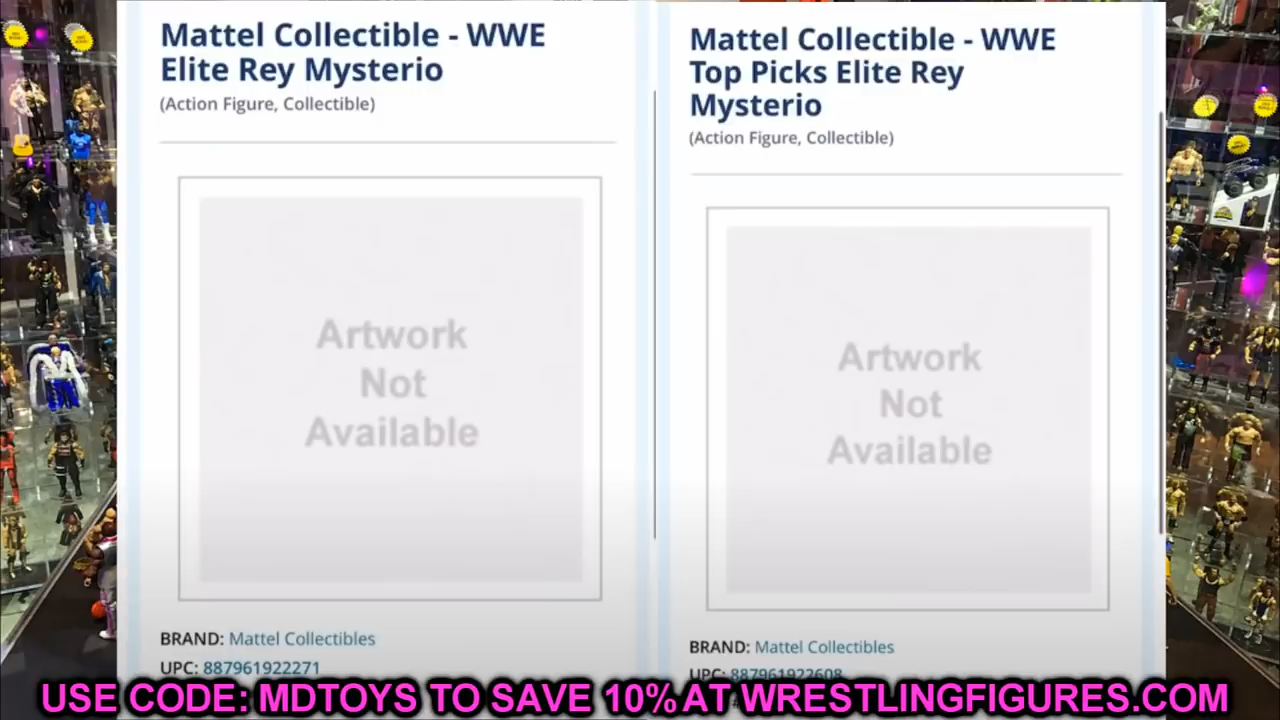 Mattel Collectible - WWE
Elite Rey Mysterio
(Action Figure, Collectible)
Artwork
Not
Available
BRAND: Mattel Collectibles
UPC: 887961922271
Mattel Collectible - WWE
Top Picks Elite Rey
Mysterio
(Action Figure, Collectible)
Artwork
Not
Available
BRAND: Mattel Collectibles
UPC: 887961922608
USE CODE: MDTOYS TO SAVE 10% AT WRESTLINGFIGURES.COM